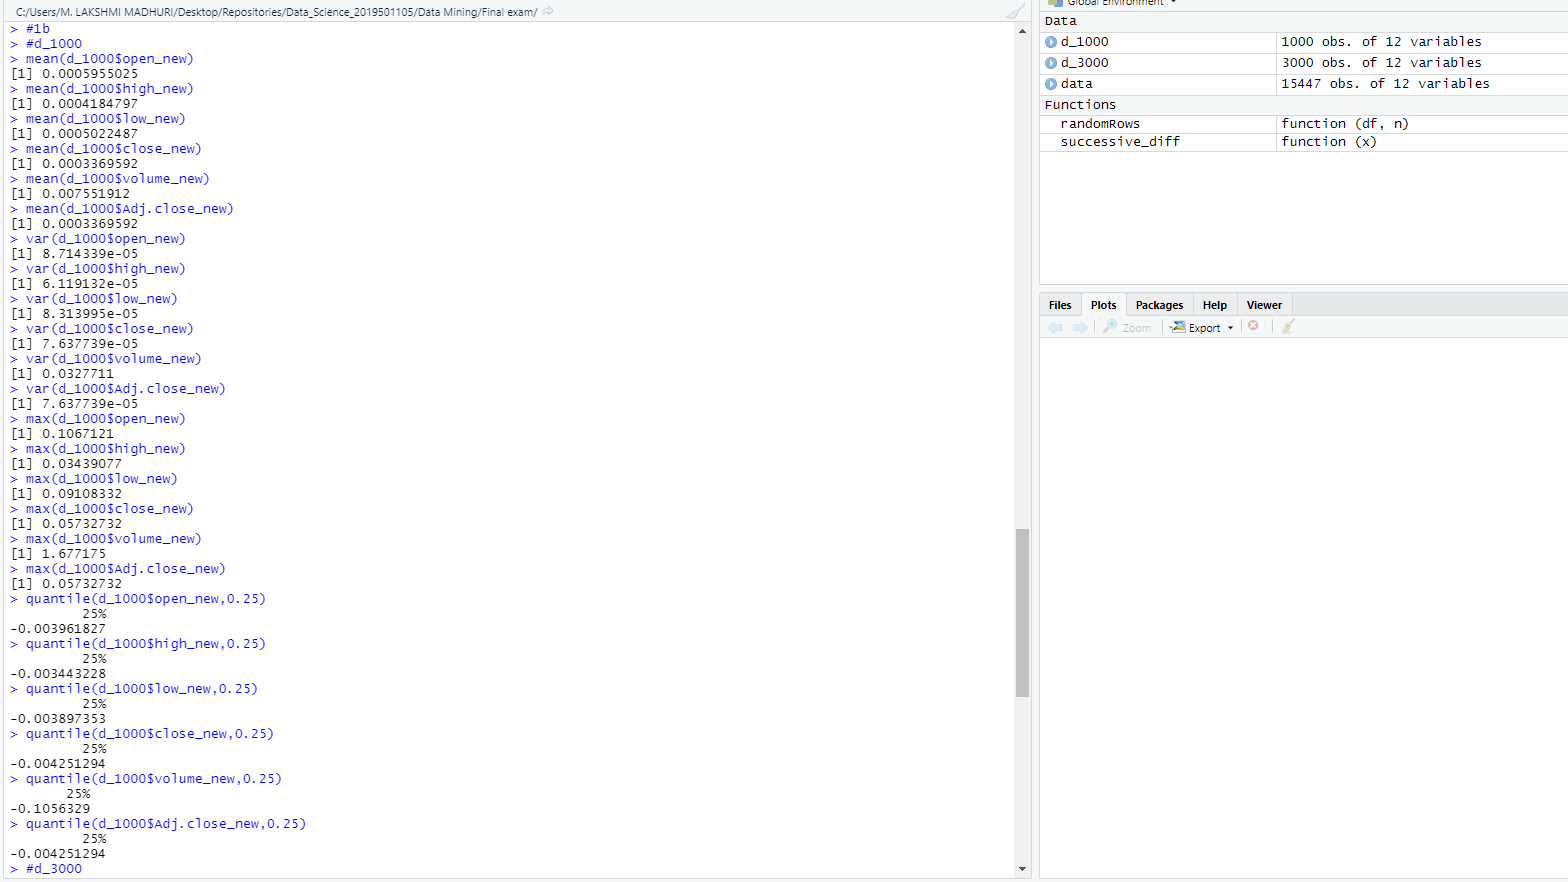 C:/Users/M. LAKSHMI MADHURI/Desktop/Repositories/Data_Science_2019501105/Data Mining/Final exam/
> #1b
> #d_1000
> mean(d_1000$open_new)
[1] 0.0005955025
> mean(d_1000$high_new)
[1] 0.0004184797
> mean(d_1000$low_new)
[1] 0.0005022487
> mean(d_1000$close_new)
[1] 0.0003369592
> mean(d_1000$volume_new)
[1] 0.007551912
> mean(d_1000$Adj.close_new)
[1] 0.0003369592
> var(d_1000$open_new)
[1] 8.714339e-05
> var(d_1000$high_new)
[1] 6.119132e-05
> var(d_1000$low_new)
[1] 8.313995e-05
> var(d_1000$close_new)
[1] 7.637739e-05
> var(d_1000$volume_new)
[1] 0.0327711
> var(d_1000$Adj.close_new)
[1] 7.637739e-05
> max(d_1000$open_new)
[1] 0.1067121
> max(d_1000$high_new)
[1] 0.03439077
> max(d_1000$low_new)
[1] 0.09108332
> max(d_1000$close_new)
[1] 0.05732732
> max(d_1000$volume_new)
[1] 1.677175
> max(d_1000$Adj.close_new)
[1] 0.05732732
> quantile(d_1000$open_new,0.25)
25%
-0.003961827
> quantile(d_1000$high_new,0.25)
25%
-0.003443228
> quantile(d_1000$low_new,0.25)
25%
-0.003897353
> quantile(d_1000$close_new,0.25)
25%
-0.004251294
> quantile(d_1000$volume_new,0.25)
25%
-0.1056329
> quantile(d_1000$Adj.close_new,0.25)
25%
-0.004251294
> #d_3000
Global Environment
Data
d_1000 1000 obs. of 12 variables
d_3000 3000 obs. of 12 variables
data 15447 obs. of 12 variables
Functions
randomRows function (df, n)
successive_diff function (x)
Files Plots Packages Help Viewer
Zoom Export